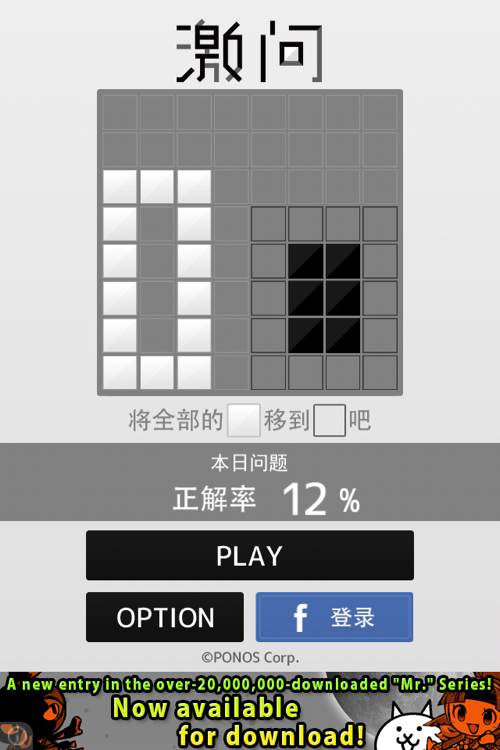 激问
将全部的 移到 吧
本日问题
正解率 12 %
PLAY
OPTION
f 登录
©PONOS Corp.
A new entry in the over-20,000,000-downloaded "Mr." Series!
Now available
for download!